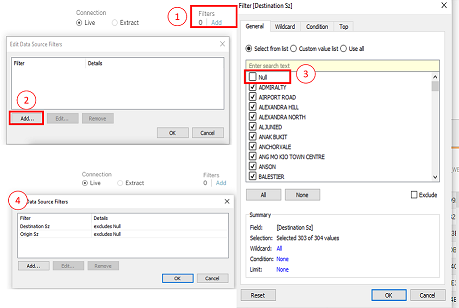 Connection
Live
Extract
1
Filters
0 | Add
Edit Data Source Filters
Filter
Details
2
Add...
Edit...
Remove
OK
Cancel
Connection
Live
Extract
Filters
0 | Add
4
Data Source Filters
Filter
Details
Destination Sz
excludes Null
Origin Sz
excludes Null
Add...
Edit...
Remove
OK
Cancel
Filter [Destination Sz]
General
Wildcard
Condition
Top
Select from list
Custom value list
Use all
Enter search text
3
Null
ADMIRALTY
AIRPORT ROAD
ALEXANDRA HILL
ALEXANDRA NORTH
ALJUNIED
ANAK BUKIT
ANCHORVALE
ANG MO KIO TOWN CENTRE
ANSON
BALESTIER
All
None
Exclude
Summary
Field:
[Destination Sz]
Selection:
Selected 303 of 304 values
Wildcard:
All
Condition:
None
Limit:
None
Reset
OK
Cancel